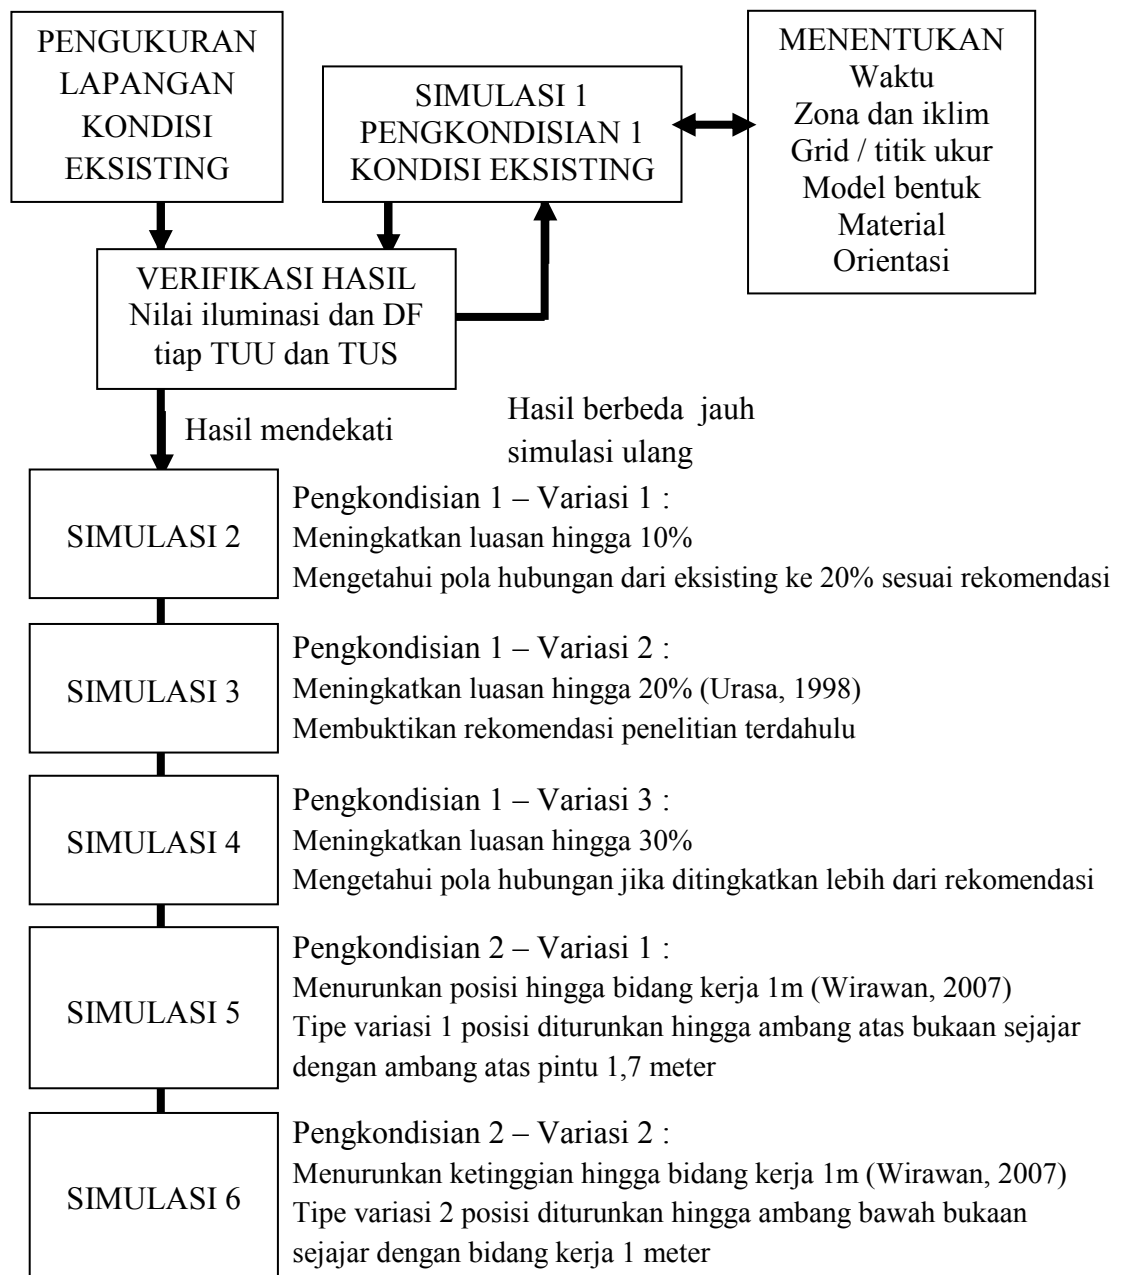 PENGUKURAN
LAPANGAN
KONDISI
EKSISTING
SIMULASI 1
PENGKONDISIAN 1
KONDISI EKSISTING
MENENTUKAN
Waktu
Zona dan iklim
Grid / titik ukur
Model bentuk
Material
Orientasi
VERIFIKASI HASIL
Nilai iluminasi dan DF
tiap TUU dan TUS
Hasil mendekati
Hasil berbeda jauh
simulasi ulang
SIMULASI 2
Pengkondisian 1 – Variasi 1 :
Meningkatkan luasan hingga 10%
Mengetahui pola hubungan dari eksisting ke 20% sesuai rekomendasi
SIMULASI 3
Pengkondisian 1 – Variasi 2 :
Meningkatkan luasan hingga 20% (Urasa, 1998)
Membuktikan rekomendasi penelitian terdahulu
SIMULASI 4
Pengkondisian 1 – Variasi 3 :
Meningkatkan luasan hingga 30%
Mengetahui pola hubungan jika ditingkatkan lebih dari rekomendasi
SIMULASI 5
Pengkondisian 2 – Variasi 1 :
Menurunkan posisi hingga bidang kerja 1m (Wirawan, 2007)
Tipe variasi 1 posisi diturunkan hingga ambang atas bukaan sejajar
dengan ambang atas pintu 1,7 meter
SIMULASI 6
Pengkondisian 2 – Variasi 2 :
Menurunkan ketinggian hingga bidang kerja 1m (Wirawan, 2007)
Tipe variasi 2 posisi diturunkan hingga ambang bawah bukaan
sejajar dengan bidang kerja 1 meter